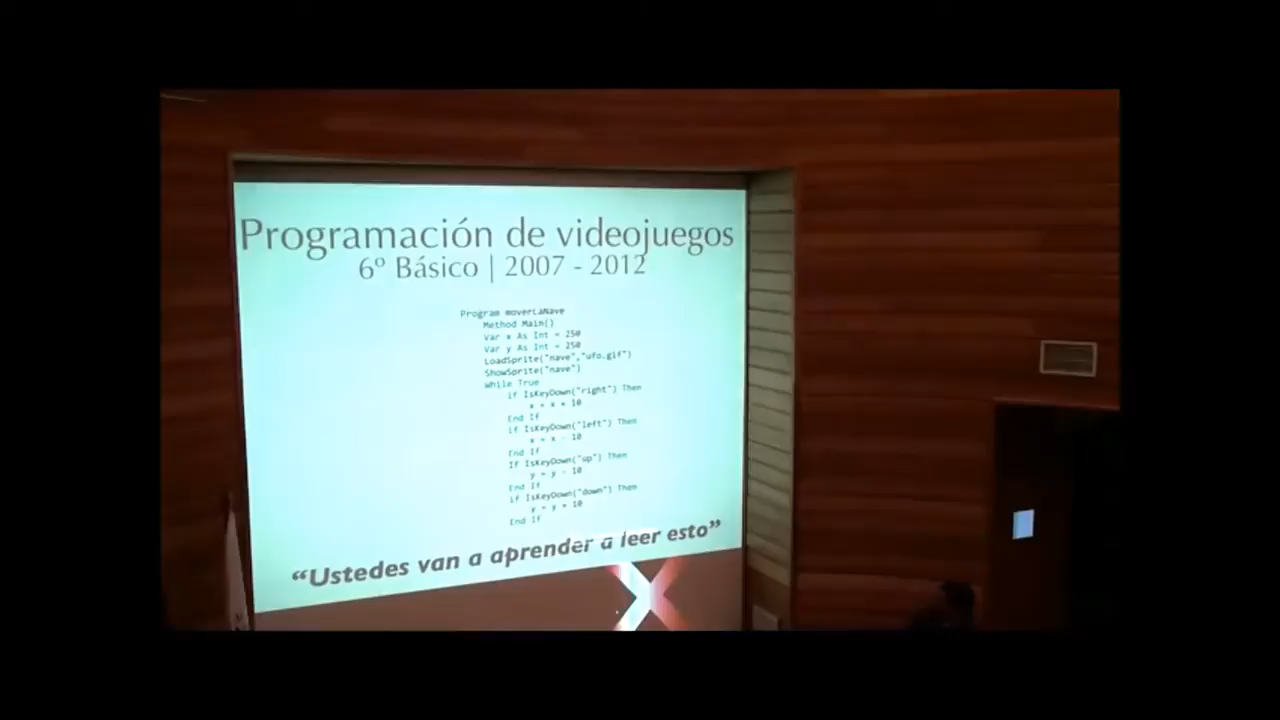 Programación de videojuegos
6º Básico | 2007 - 2012
Program moverLaNave
Method Main()
Var x As Int = 250
Var y As Int = 250
LoadSprite("nave","ufo.gif")
ShowSprite("nave")
While True
if IsKeyDown("right") Then
x = x + 10
End If
if IsKeyDown("left") Then
x = x - 10
End If
If IsKeyDown("up") Then
y = y - 10
End If
if IsKeyDown("down") Then
y = y + 10
End If
“Ustedes van a aprender a leer esto”
X